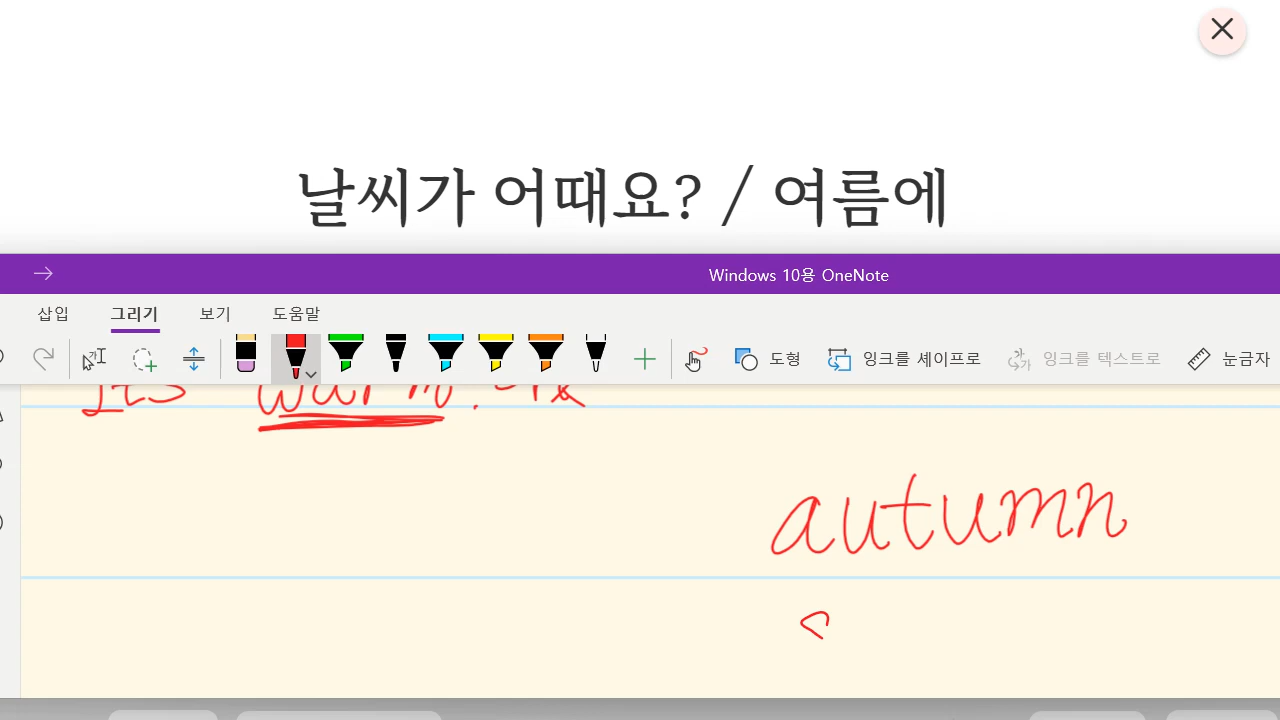 날씨가 어때요? / 여름에
Windows 10용 OneNote
삽입 그리기 보기 도움말
도형 잉크를 셰이프로 잉크를 텍스트로 눈금자
Its warm.
autumn